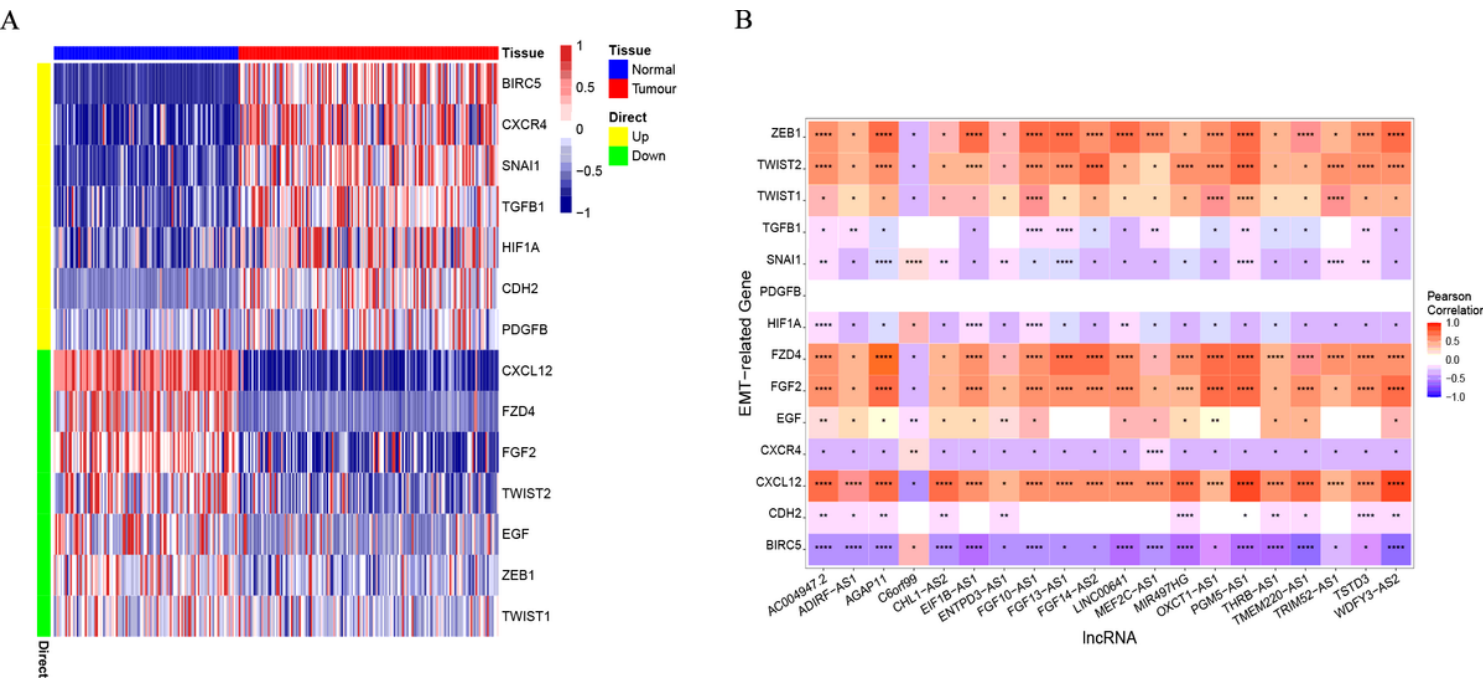 A
Tissue
BIRC5
CXCR4
SNAI1
TGFB1
HIF1A
CDH2
PDGFB
CXCL12
FZD4
FGF2
TWIST2
EGF
ZEB1
TWIST1
Direct
1
0.5
0
−0.5
−1
Tissue
Normal
Tumour
Direct
Up
Down
B
EMT−related Gene
ZEB1
TWIST2
TWIST1
TGFB1
SNAI1
PDGFB
HIF1A
FZD4
FGF2
EGF
CXCR4
CXCL12
CDH2
BIRC5
AC004947.2
ADIRF−AS1
AGAP11
C6orf99
CHL1−AS2
EIF1B−AS1
ENTPD3−AS1
FGF10−AS1
FGF13−AS1
FGF14−AS2
LINC00641
MEF2C−AS1
MIR497HG
OXCT1−AS1
PGM5−AS1
THRB−AS1
TMEM220−AS1
TRIM52−AS1
TSTD3
WDFY3−AS2
lncRNA
Pearson
Correlation
1.0
0.5
0.0
−0.5
−1.0